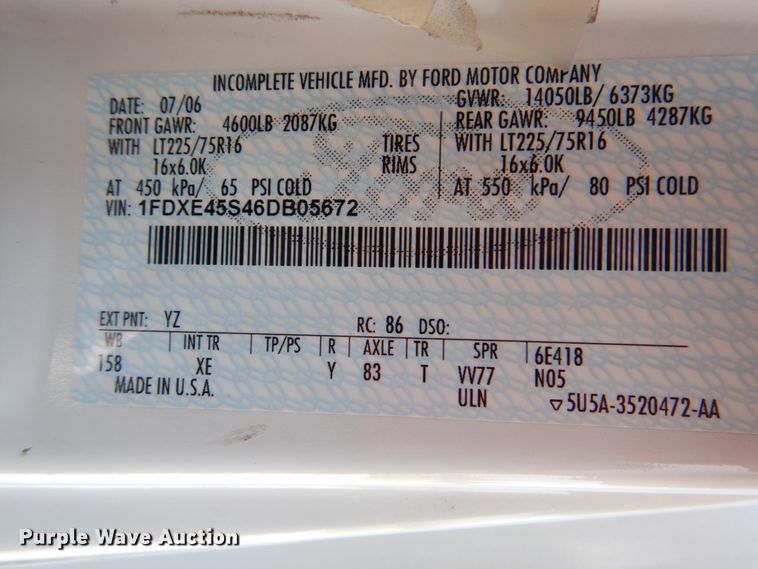 INCOMPLETE VEHICLE MFD. BY FORD MOTOR COMPANY
DATE: 07/06 GVWR: 14050LB/ 6373KG
FRONT GAWR: 4600LB 2087KG REAR GAWR: 9450LB 4287KG
WITH LT225/75R16 TIRES WITH LT225/75R16
16x6.0K RIMS 16x6.0K
AT 450 kPa/ 65 PSI COLD AT 550 kPa/ 80 PSI COLD
VIN: 1FDXE45S46DB05672
EXT PNT: YZ RC: 86 DSO:
WB INT TR TP/PS R AXLE TR SPR 6E418
158 XE Y 83 T VV77 N05
MADE IN U.S.A. ULN ▽5U5A-3520472-AA
Purple Wave Auction